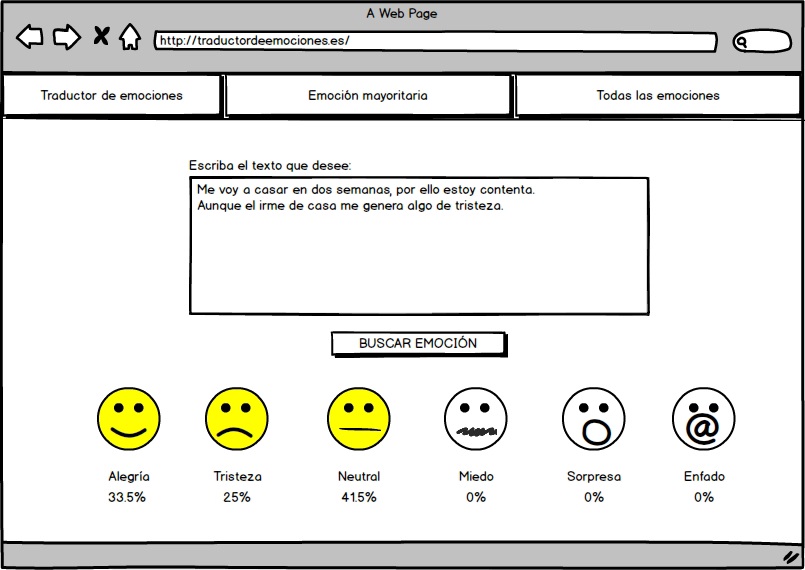 A Web Page
http://traductordeemociones.es/
Traductor de emociones
Emoción mayoritaria
Todas las emociones
Escriba el texto que desee:
Me voy a casar en dos semanas, por ello estoy contenta.
Aunque el irme de casa me genera algo de tristeza.
BUSCAR EMOCIÓN
@
Alegría Tristeza Neutral Miedo Sorpresa Enfado
33.5% 25% 41.5% 0% 0% 0%